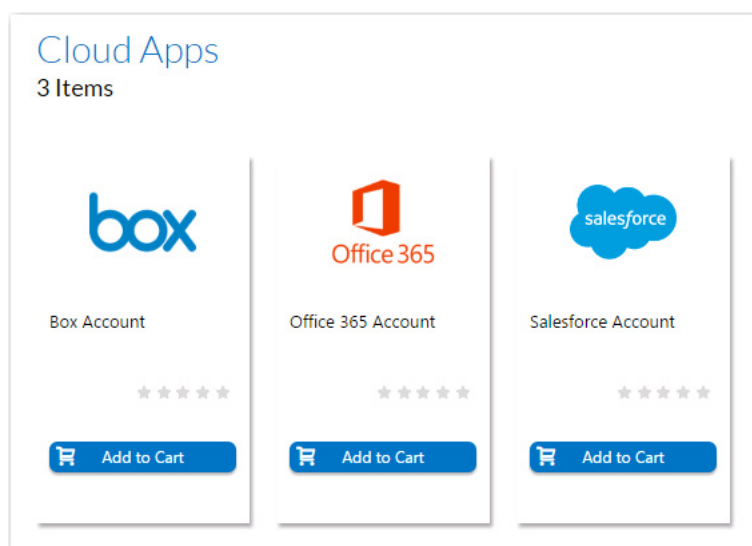 Cloud Apps
3 Items
box
Office 365
salesforce
Box Account
Office 365 Account
Salesforce Account
Add to Cart
Add to Cart
Add to Cart